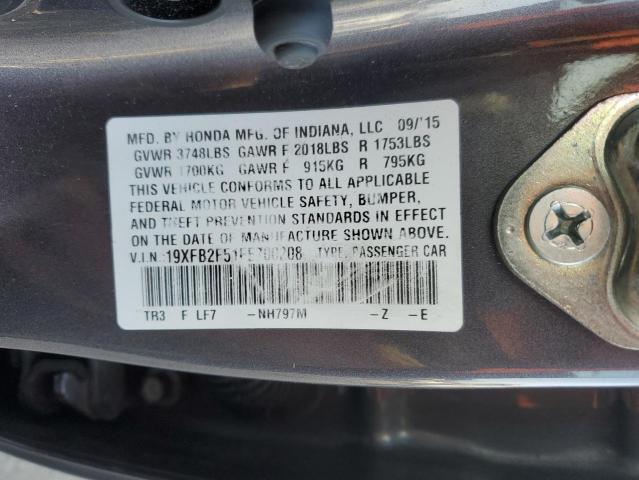 MFD. BY HONDA MFG. OF INDIANA, LLC 09/'15
GVWR 3748LBS GAWR F 2018LBS R 1753LBS
GVWR 1700KG GAWR F 915KG R 795KG
THIS VEHICLE CONFORMS TO ALL APPLICABLE
FEDERAL MOTOR VEHICLE SAFETY, BUMPER,
AND THEFT PREVENTION STANDARDS IN EFFECT
ON THE DATE OF MANUFACTURE SHOWN ABOVE.
V.I.N.: TYPE: PASSENGER CAR
TR3 F LF7 -NH797M -Z -E